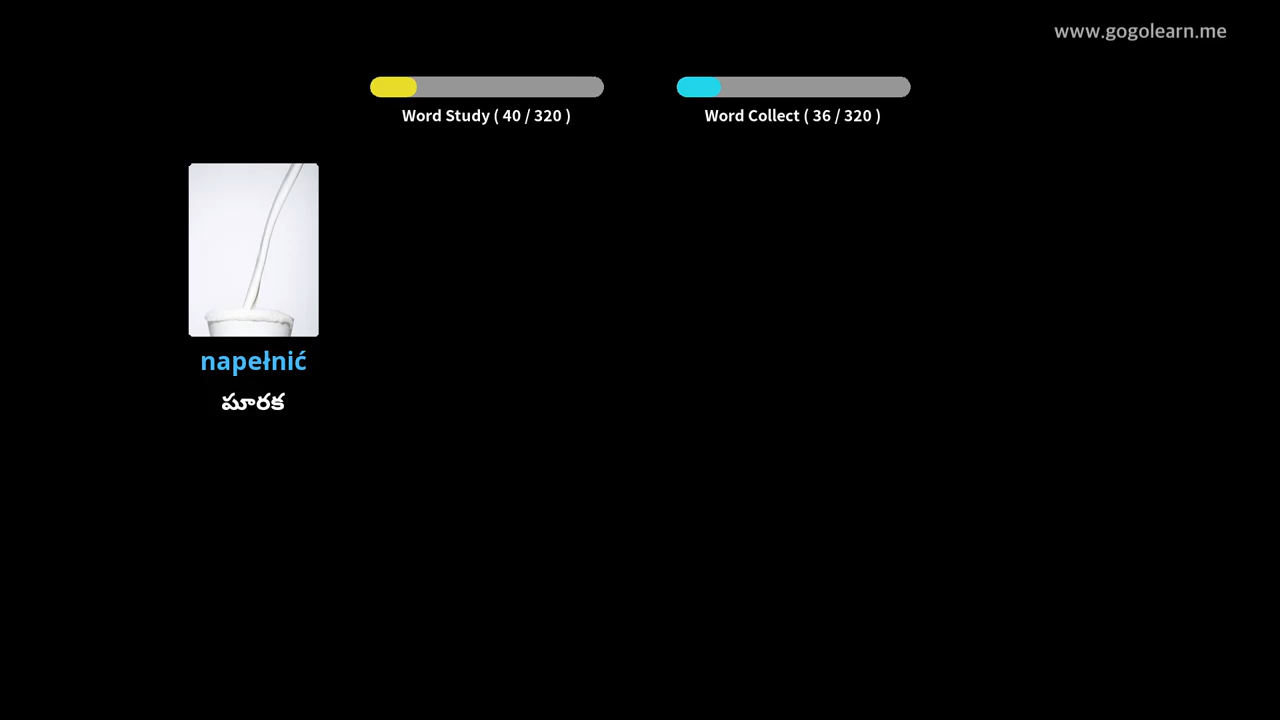 www.gogolearn.me
Word Study ( 40 / 320 )
Word Collect ( 36 / 320 )
napełnić
పూరక